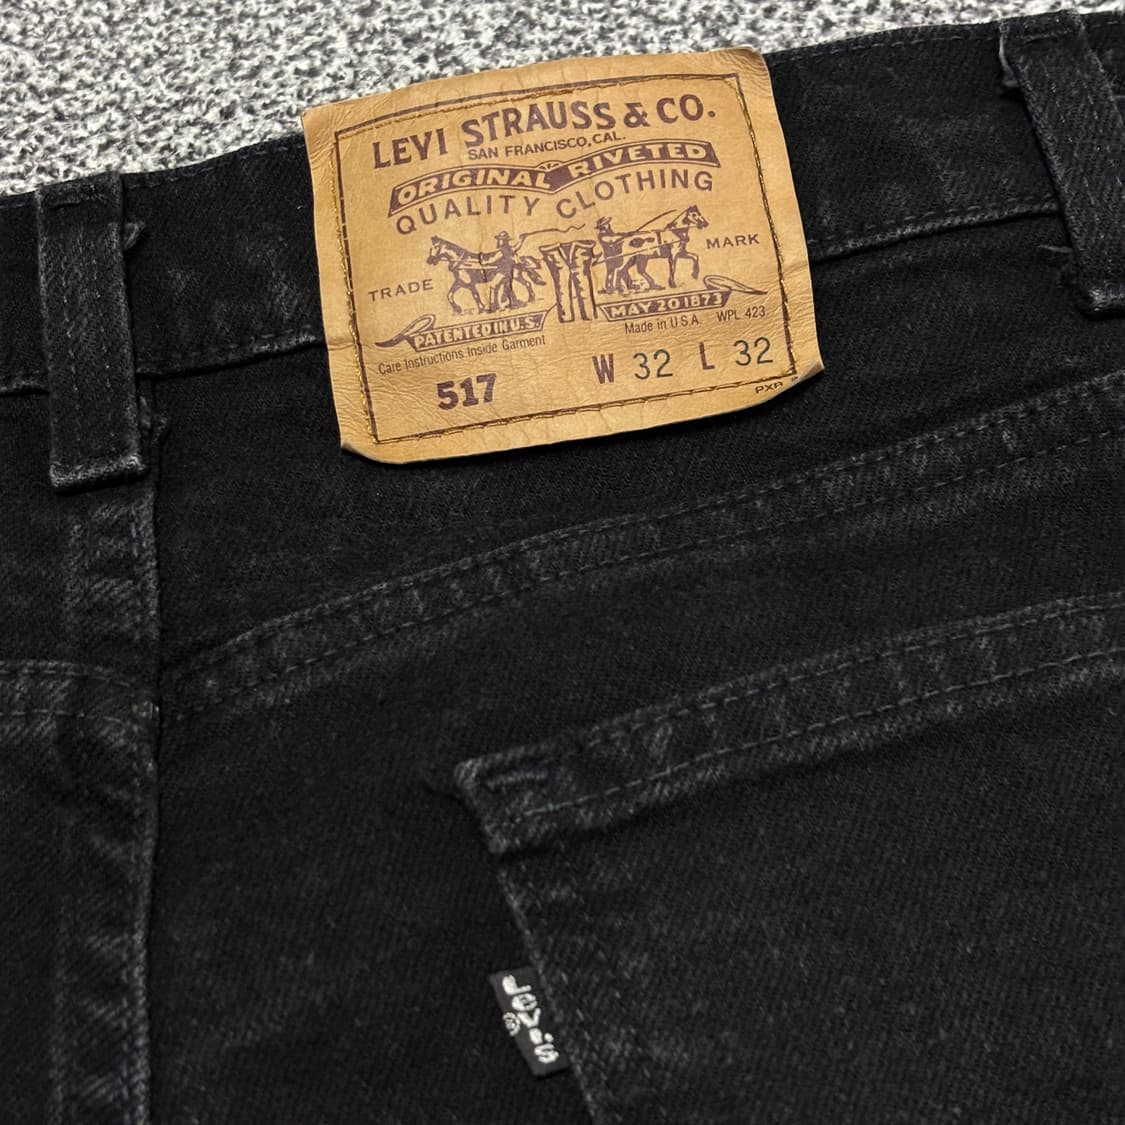 LEVI STRAUSS & CO.
SAN FRANCISCO, CAL.
ORIGINAL RIVETED
QUALITY CLOTHING
TRADE MARK
PATENTED IN U.S. MAY 20 1873
Made in U.S.A. WPL 423
Care Instructions Inside Garment
517 W 32 L 32
PXR
Levi's
®